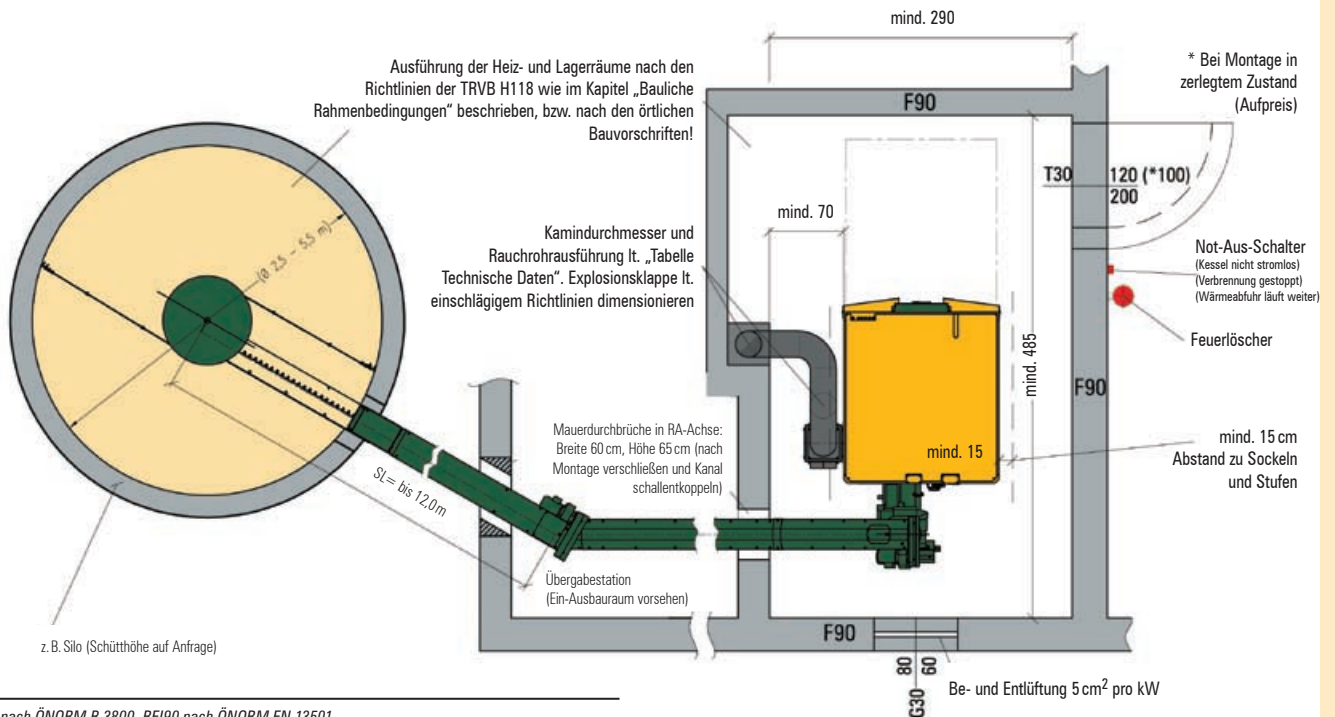 mind. 290
Ausführung der Heiz- und Lagerräume nach den
Richtlinien der TRVB H118 wie im Kapitel „Bauliche
Rahmenbedingungen“ beschrieben, bzw. nach den örtlichen
Bauvorschriften!
* Bei Montage in
zerlegtem Zustand
(Aufpreis)
F90
T30
120 (*100)
200
mind. 70
(Ø 2,5 – 5,5 m)
Kamindurchmesser und
Rauchrohrausführung lt. „Tabelle
Technische Daten“. Explosionsklappe lt.
einschlägigem Richtlinien dimensionieren
Not-Aus-Schalter
(Kessel nicht stromlos)
(Verbrennung gestoppt)
(Wärmeabfuhr läuft weiter)
Feuerlöscher
mind. 485
F90
Mauerdurchbrüche in RA-Achse:
Breite 60 cm, Höhe 65 cm (nach
Montage verschließen und Kanal
schallentkoppeln)
mind. 15
mind. 15 cm
Abstand zu Sockeln
und Stufen
SL= bis 12,0m
Übergabestation
(Ein-Ausbauraum vorsehen)
z. B. Silo (Schütthöhe auf Anfrage)
F90
80
60
G30
Be- und Entlüftung 5 cm² pro kW
nach ÖNORM B 3800, REI90 nach ÖNORM EN 13501